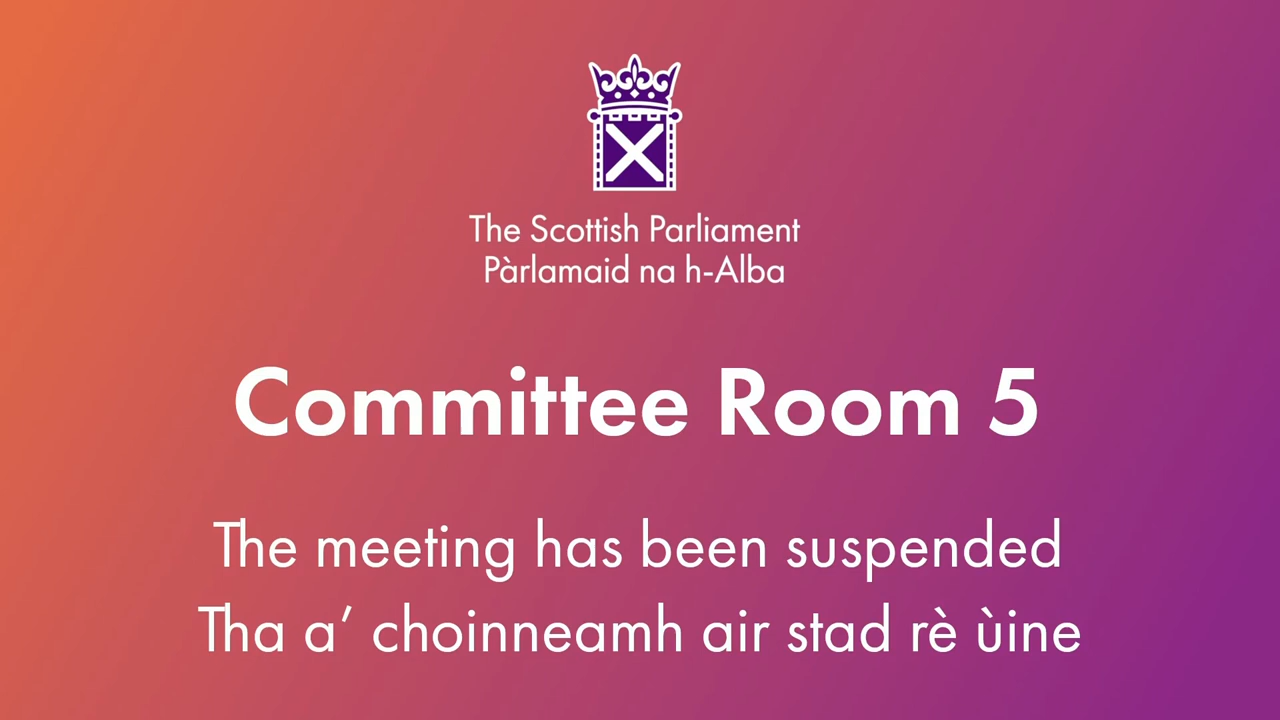 The Scottish Parliament
Pàrlamaid na h-Alba
Committee Room 5
The meeting has been suspended
Tha a’ choinneamh air stad rè ùine